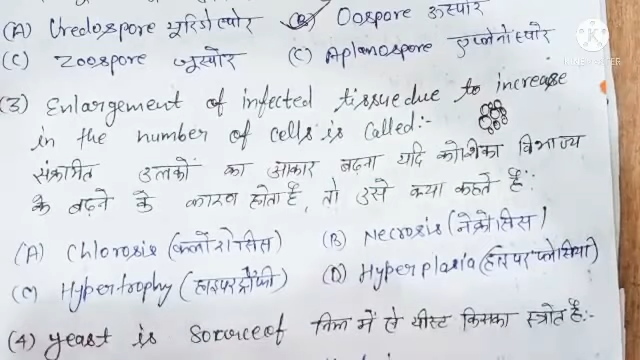 (A) Uredospore यूरिडोस्पोर (B) Oospore ऊस्पोर
(C) Zoospore जूस्पोर (C) Aplanospore एप्लेनोस्पोर
(3) Enlargement of infected tissue due to increase
in the number of cells is called:-
संक्रमित उतकों का आकार बढ़ना यदि कोशिका विभाज्य
के बढ़ने के कारण होता है, तो उसे क्या कहते हैं:-
(A) Chlorosis (क्लोरोसिस) (B) Necrosis (नेक्रोसिस)
(C) Hypertrophy (हाइपरट्रॉफी) (D) Hyperplasia (हाइपरप्लेसिया)
(4) yeast is Sororceof निम्न में से यीस्ट किसका स्त्रोत है:-